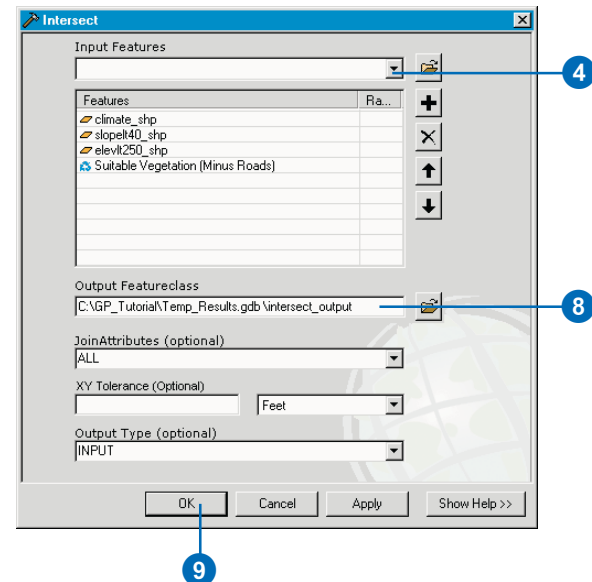 Intersect
Input Features
4
Features Ra...
climate_shp
slopelt40_shp
elevlt250_shp
Suitable Vegetation (Minus Roads)
Output Featureclass
C:\GP_Tutorial\Temp_Results.gdb \intersect_output
8
JoinAttributes (optional)
ALL
XY Tolerance (Optional)
Feet
Output Type (optional)
INPUT
OK Cancel Apply Show Help >>
9